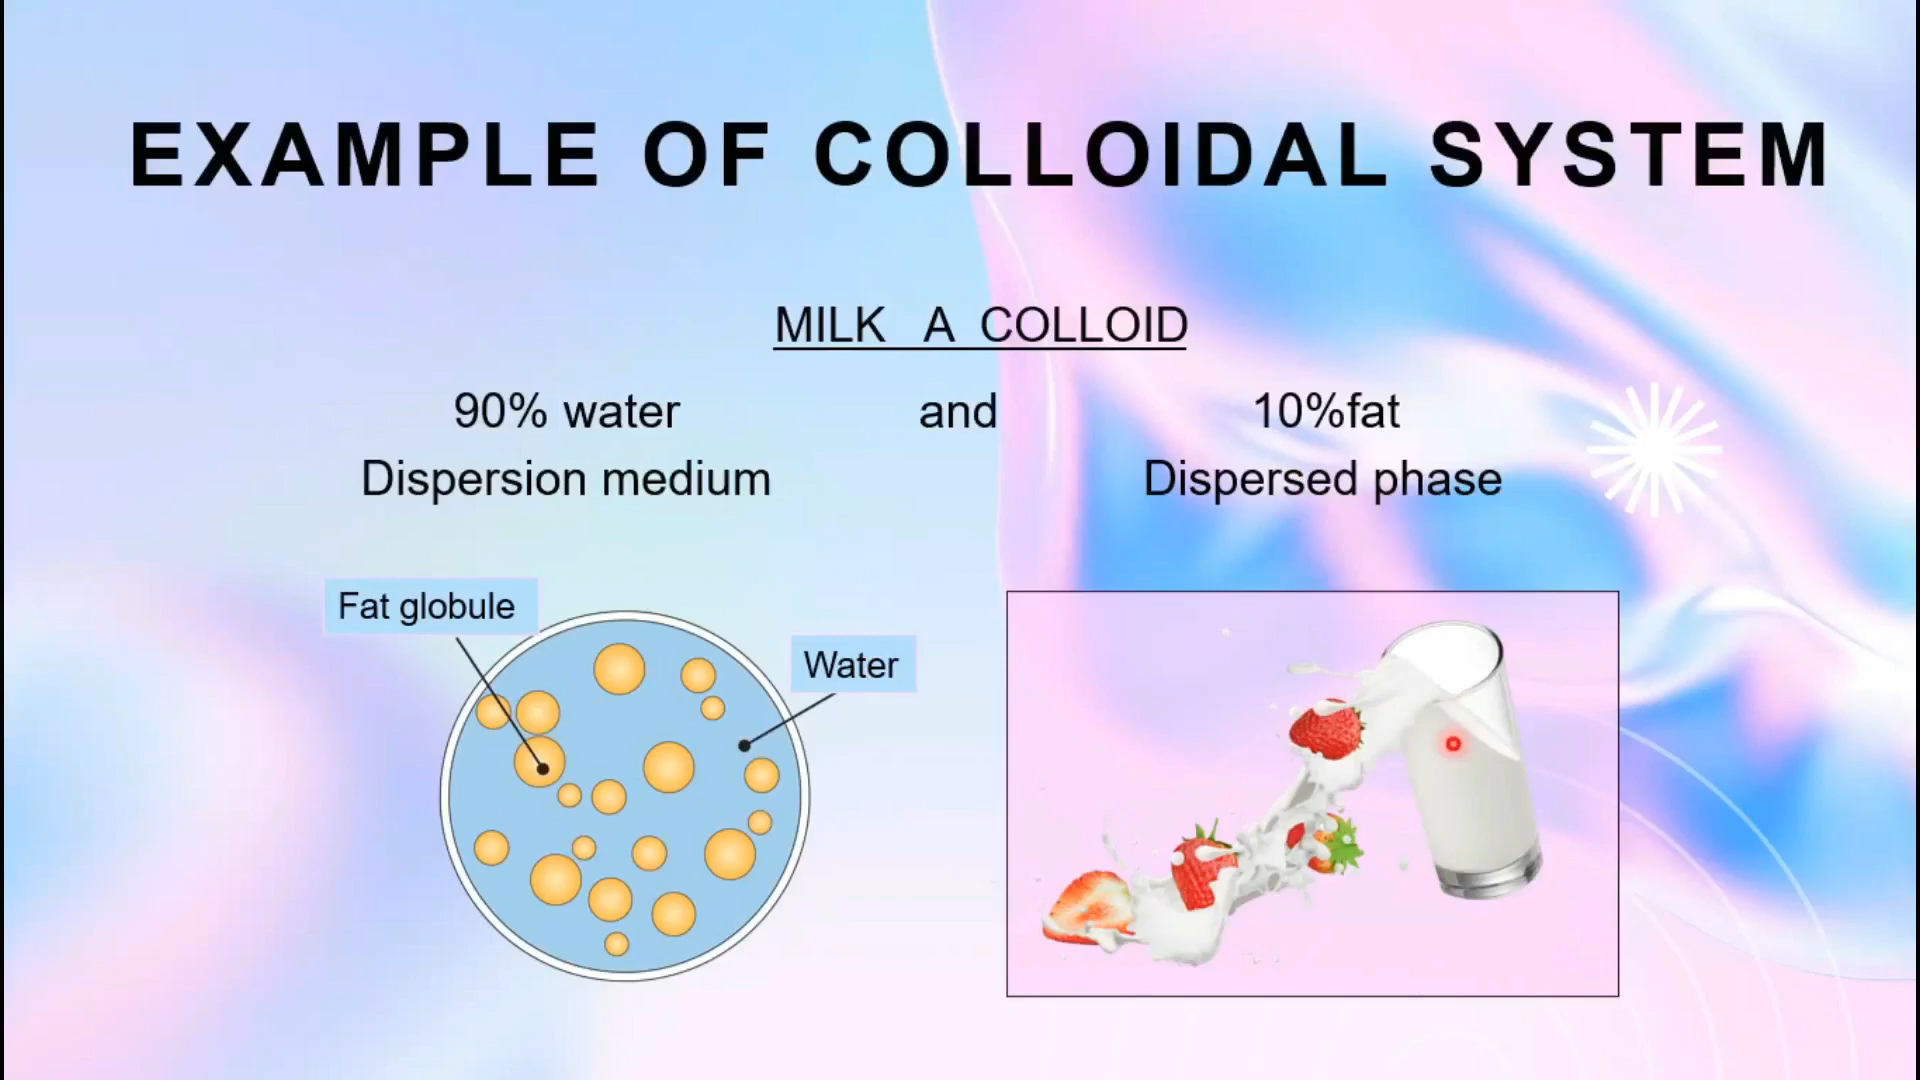 EXAMPLE OF COLLOIDAL SYSTEM
MILK A COLLOID
90% water and 10%fat
Dispersion medium Dispersed phase
Fat globule
Water